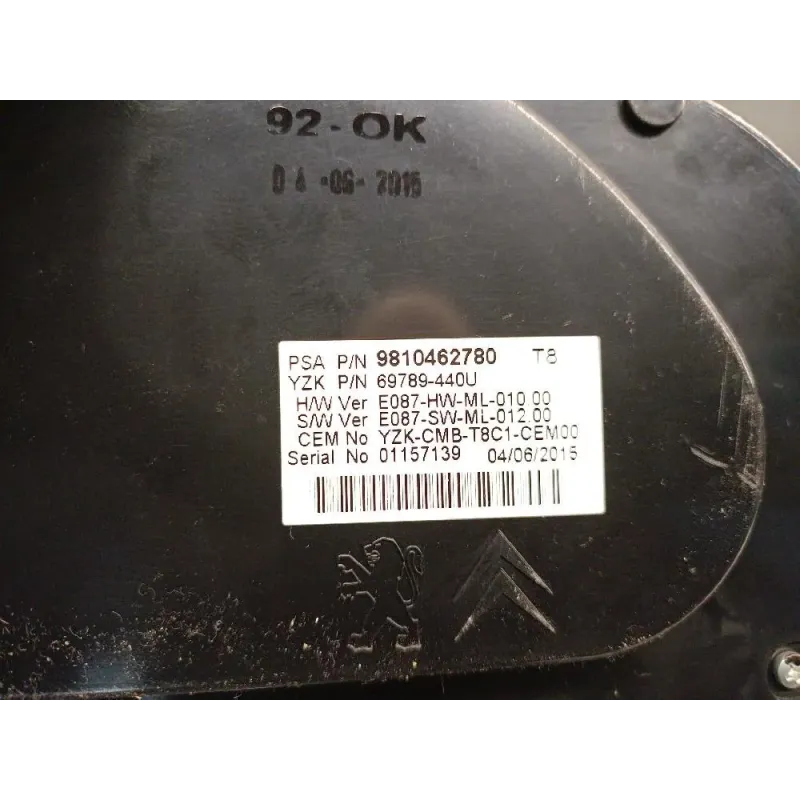 92-OK
04-06-2015
PSA P/N 9810462780 T8
YZK P/N 69789-440U
H/W Ver E087-HW-ML-010.00
S/W Ver E087-SW-ML-012.00
CEM No YZK-CMB-T8C1-CEM00
Serial No 01157139 04/06/2015